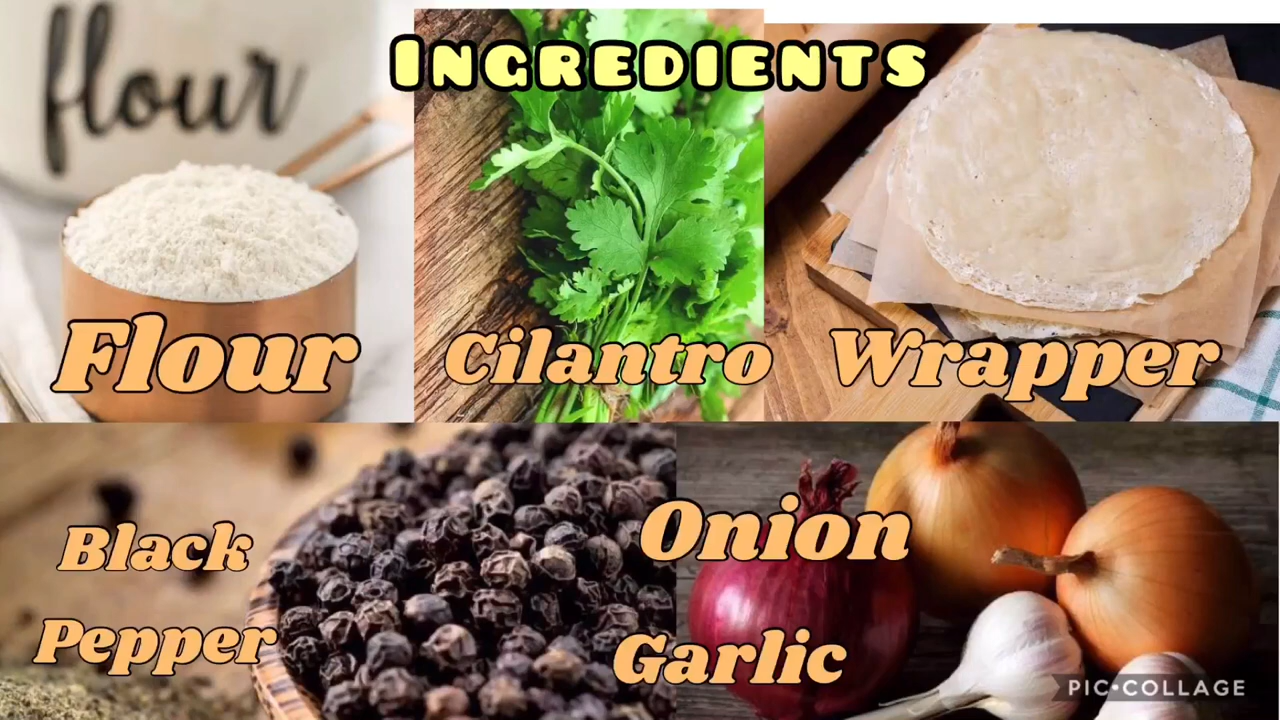 INGREDIENTS
flour
Flour
Cilantro
Wrapper
Black
Pepper
Onion
Garlic
PIC•COLLAGE